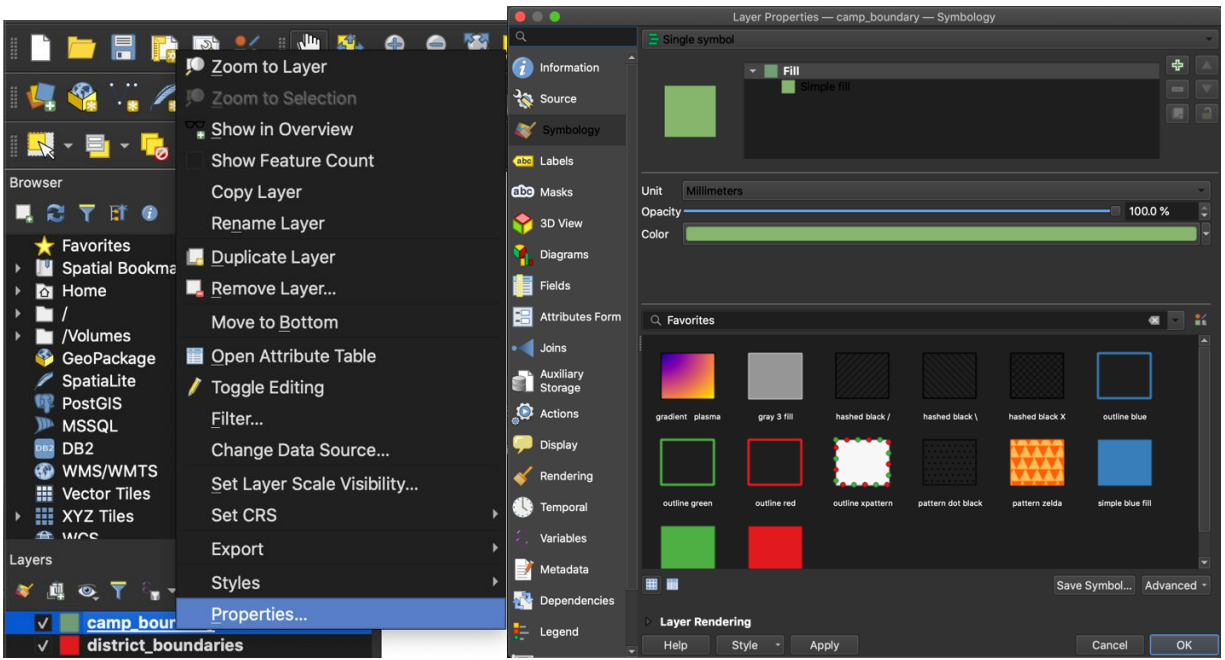 Zoom to Layer
Zoom to Selection
Show in Overview
Show Feature Count
Copy Layer
Rename Layer
Duplicate Layer
Remove Layer...
Move to Bottom
Open Attribute Table
Toggle Editing
Filter...
Change Data Source...
Set Layer Scale Visibility...
Set CRS
Export
Styles
Properties...
Browser
Favorites
Spatial Bookma
Home
/
/Volumes
GeoPackage
SpatiaLite
PostGIS
MSSQL
DB2
DB2
WMS/WMTS
Vector Tiles
XYZ Tiles
WCS
Layers
camp_bour
district_boundaries
Layer Properties — camp_boundary — Symbology
Information
Source
Symbology
abc Labels
abc Masks
3D View
Diagrams
Fields
Attributes Form
Joins
Auxiliary
Storage
Actions
Display
Rendering
Temporal
Variables
Metadata
Dependencies
Legend
Single symbol
Fill
Simple fill
Unit Millimeters
Opacity 100.0 %
Color
Favorites
gradient plasma
gray 3 fill
hashed black /
hashed black \
hashed black X
outline blue
outline green
outline red
outline xpattern
pattern dot black
pattern zelda
simple blue fill
Save Symbol... Advanced
Layer Rendering
Help Style Apply Cancel OK